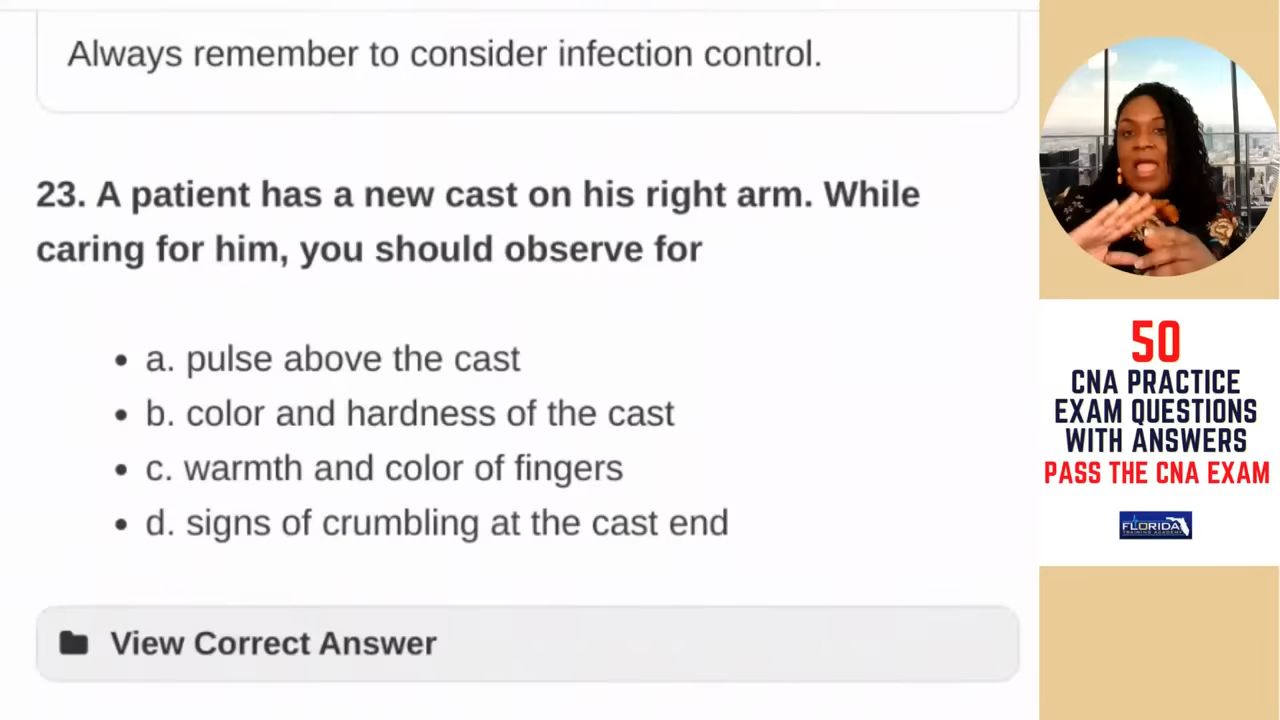 Always remember to consider infection control.
23. A patient has a new cast on his right arm. While
caring for him, you should observe for
• a. pulse above the cast
• b. color and hardness of the cast
• c. warmth and color of fingers
• d. signs of crumbling at the cast end
View Correct Answer
50
CNA PRACTICE
EXAM QUESTIONS
WITH ANSWERS
PASS THE CNA EXAM
FLORIDA
TRAINING ACADEMY